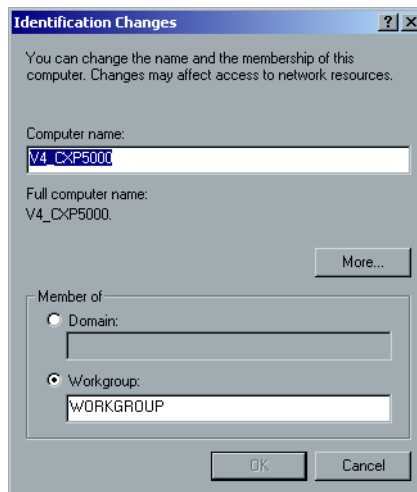 Identification Changes
You can change the name and the membership of this
computer. Changes may affect access to network resources.
Computer name:
V4_CXP5000
Full computer name:
V4_CXP5000.
More...
Member of
Domain:
Workgroup:
WORKGROUP
OK
Cancel